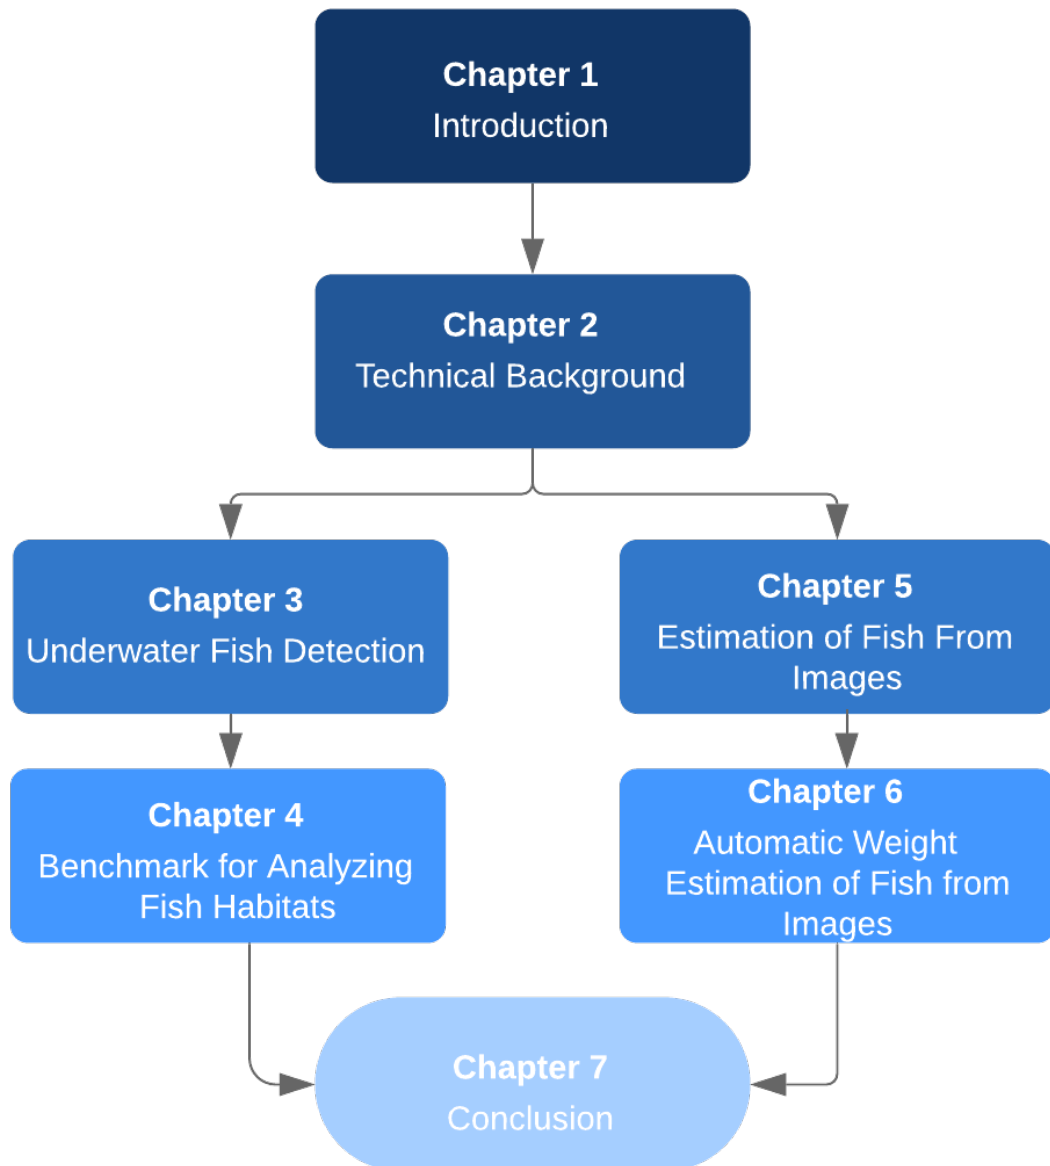 Chapter 1
Introduction
Chapter 2
Technical Background
Chapter 3
Underwater Fish Detection
Chapter 4
Benchmark for Analyzing
Fish Habitats
Chapter 5
Estimation of Fish From
Images
Chapter 6
Automatic Weight
Estimation of Fish from
Images
Chapter 7
Conclusion